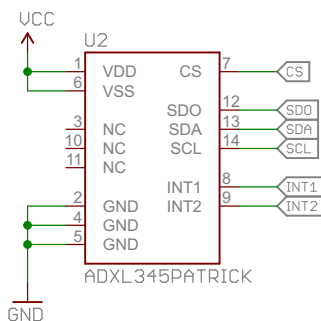 VCC
U2
1 VDD CS 7 CS
6 VSS
SDO 12 SDO
3 NC SDA 13 SDA
10 NC SCL 14 SCL
11 NC
INT1 8 INT1
2 GND INT2 9 INT2
4 GND
5 GND
ADXL345PATRICK
GND